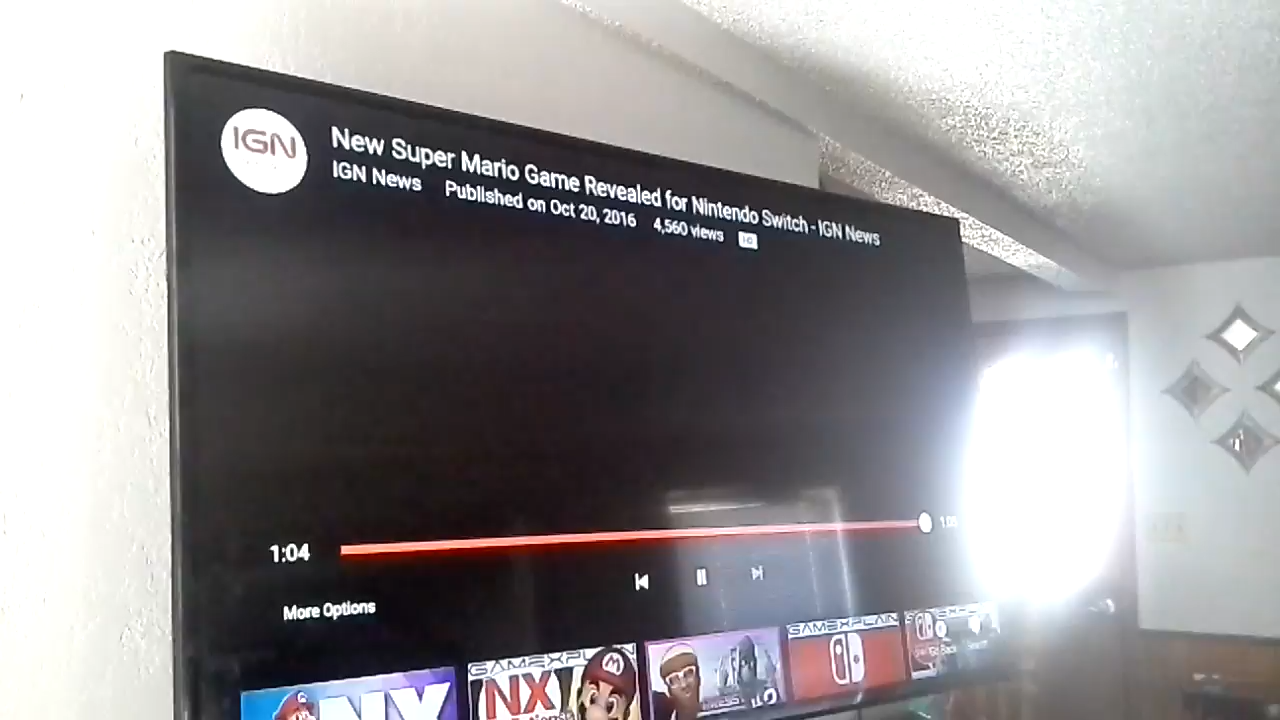 IGN
New Super Mario Game Revealed for Nintendo Switch - IGN News
IGN News Published on Oct 20, 2016 4,560 views
1:04
More Options
NX
GAMEXPLAIN
NX
GAMEXPLAIN